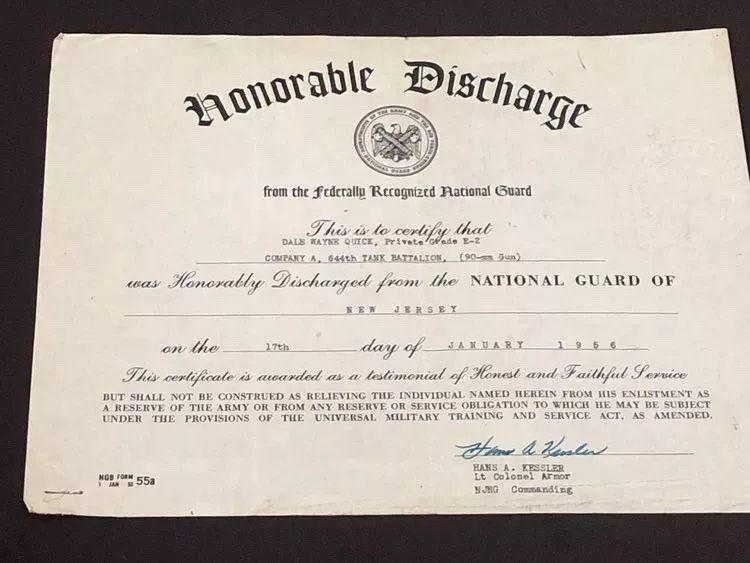 Honorable Discharge
from the Federally Recognized National Guard
This is to certify that
DALE WAYNE QUICK, Private Grade E-2
COMPANY A, 644th TANK BATTALION, (90-mm Gun)
was Honorably Discharged from the NATIONAL GUARD OF
NEW JERSEY
on the 17th day of JANUARY 1956
This certificate is awarded as a testimonial of Honest and Faithful Service
BUT SHALL NOT BE CONSTRUED AS RELIEVING THE INDIVIDUAL NAMED HEREIN FROM HIS ENLISTMENT AS
A RESERVE OF THE ARMY OR FROM ANY RESERVE OR SERVICE OBLIGATION TO WHICH HE MAY BE SUBJECT
UNDER THE PROVISIONS OF THE UNIVERSAL MILITARY TRAINING AND SERVICE ACT, AS AMENDED.
Hans A Kessler
HANS A. KESSLER
Lt Colonel Armor
NJNG Commanding
NGB FORM 55a
1 JAN 53